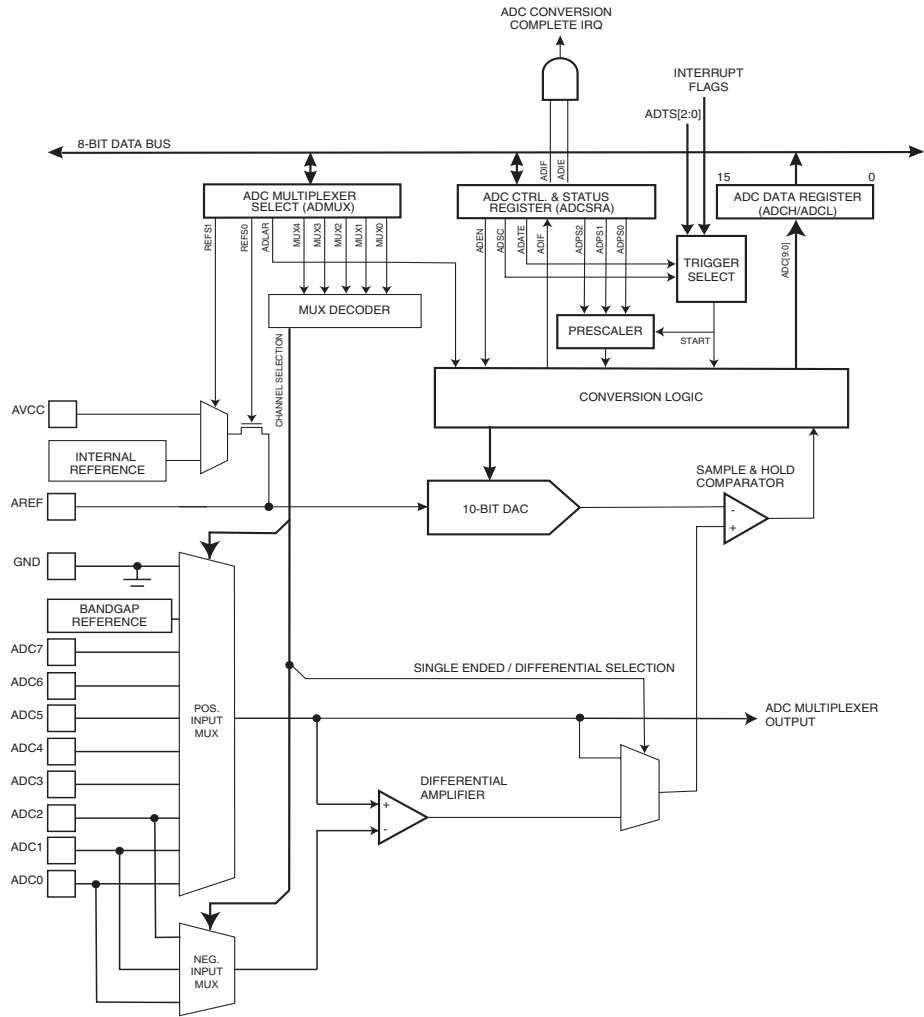 ADC CONVERSION
COMPLETE IRQ
INTERRUPT
FLAGS
ADTS[2:0]
8-BIT DATA BUS
ADIF
ADIE
15
0
ADC MULTIPLEXER
SELECT (ADMUX)
ADC CTRL. & STATUS
REGISTER (ADCSRA)
ADC DATA REGISTER
(ADCH/ADCL)
REFS1
REFS0
ADLAR
MUX4
MUX3
MUX2
MUX1
MUX0
ADEN
ADSC
ADATE
ADIF
ADPS2
ADPS1
ADPS0
ADC[9:0]
TRIGGER
SELECT
MUX DECODER
PRESCALER
START
CHANNEL SELECTION
CONVERSION LOGIC
AVCC
INTERNAL
REFERENCE
AREF
SAMPLE & HOLD
COMPARATOR
10-BIT DAC
-
+
GND
BANDGAP
REFERENCE
ADC7
ADC6
ADC5
ADC4
ADC3
ADC2
ADC1
ADC0
POS.
INPUT
MUX
SINGLE ENDED / DIFFERENTIAL SELECTION
ADC MULTIPLEXER
OUTPUT
DIFFERENTIAL
AMPLIFIER
+
-
NEG.
INPUT
MUX